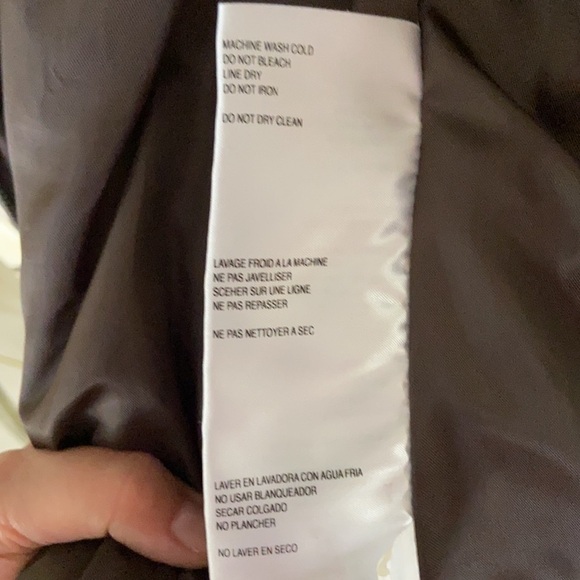 MACHINE WASH COLD
DO NOT BLEACH
LINE DRY
DO NOT IRON
DO NOT DRY CLEAN
LAVAGE FROID A LA MACHINE
NE PAS JAVELLISER
SCEHER SUR UNE LIGNE
NE PAS REPASSER
NE PAS NETTOYER A SEC
LAVER EN LAVADORA CON AGUA FRIA
NO USAR BLANQUEADOR
SECAR COLGADO
NO PLANCHER
NO LAVER EN SECO